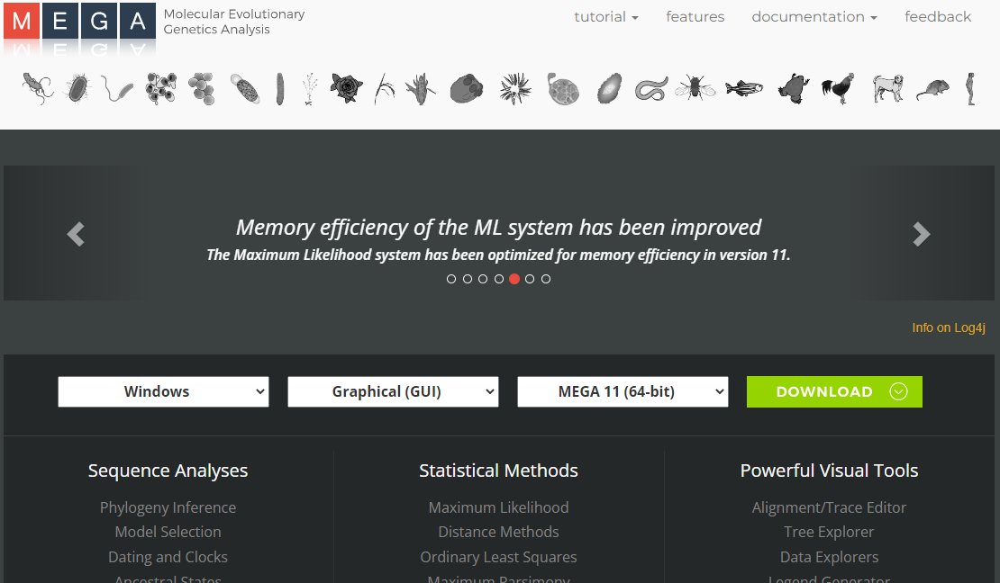 MEGA Molecular Evolutionary
Genetics Analysis
tutorial features documentation feedback
Memory efficiency of the ML system has been improved
The Maximum Likelihood system has been optimized for memory efficiency in version 11.
Info on Log4j
Windows Graphical (GUI) MEGA 11 (64-bit) DOWNLOAD
Sequence Analyses
Phylogeny Inference
Model Selection
Dating and Clocks
Ancestral States
Statistical Methods
Maximum Likelihood
Distance Methods
Ordinary Least Squares
Maximum Parsimony
Powerful Visual Tools
Alignment/Trace Editor
Tree Explorer
Data Explorers
Legend Generator